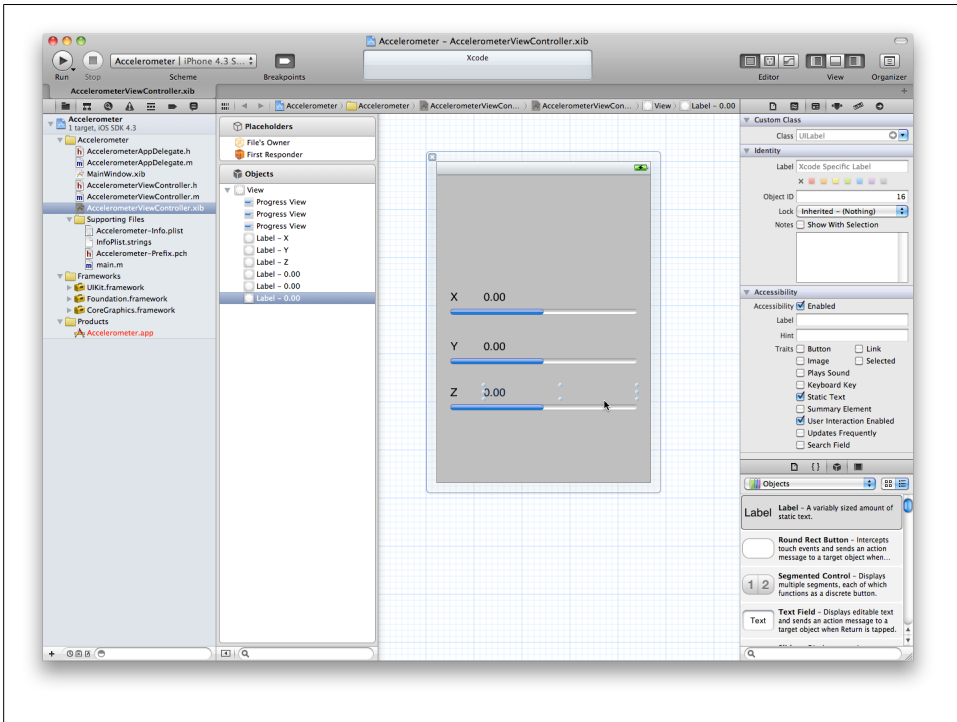 Accelerometer – AccelerometerViewController.xib
Accelerometer | iPhone 4.3 S...
Xcode
Run
Stop
Scheme
Breakpoints
Editor
View
Organizer
AccelerometerViewController.xib
Accelerometer
Accelerometer
AccelerometerViewCon...
AccelerometerViewCon...
View
Label – 0.00
Accelerometer
1 target, iOS SDK 4.3
Accelerometer
AccelerometerAppDelegate.h
AccelerometerAppDelegate.m
MainWindow.xib
AccelerometerViewController.h
AccelerometerViewController.m
AccelerometerViewController.xib
Supporting Files
Accelerometer-Info.plist
InfoPlist.strings
Accelerometer-Prefix.pch
main.m
Frameworks
UIKit.framework
Foundation.framework
CoreGraphics.framework
Products
Accelerometer.app
Placeholders
File's Owner
First Responder
Objects
View
Progress View
Progress View
Progress View
Label – X
Label – Y
Label – Z
Label – 0.00
Label – 0.00
Label – 0.00
X 0.00
Y 0.00
Z 0.00
Custom Class
Class UILabel
Identity
Label Xcode Specific Label
Object ID 16
Lock Inherited – (Nothing)
Notes Show With Selection
Accessibility
Accessibility Enabled
Label
Hint
Traits Button Link
Image Selected
Plays Sound
Keyboard Key
Static Text
Summary Element
User Interaction Enabled
Updates Frequently
Search Field
Objects
Label
Label – A variably sized amount of
static text.
Round Rect Button – Intercepts
touch events and sends an action
message to a target object when...
1 2
Segmented Control – Displays
multiple segments, each of which
functions as a discrete button.
Text
Text Field – Displays editable text
and sends an action message to a
target object when Return is tapped.